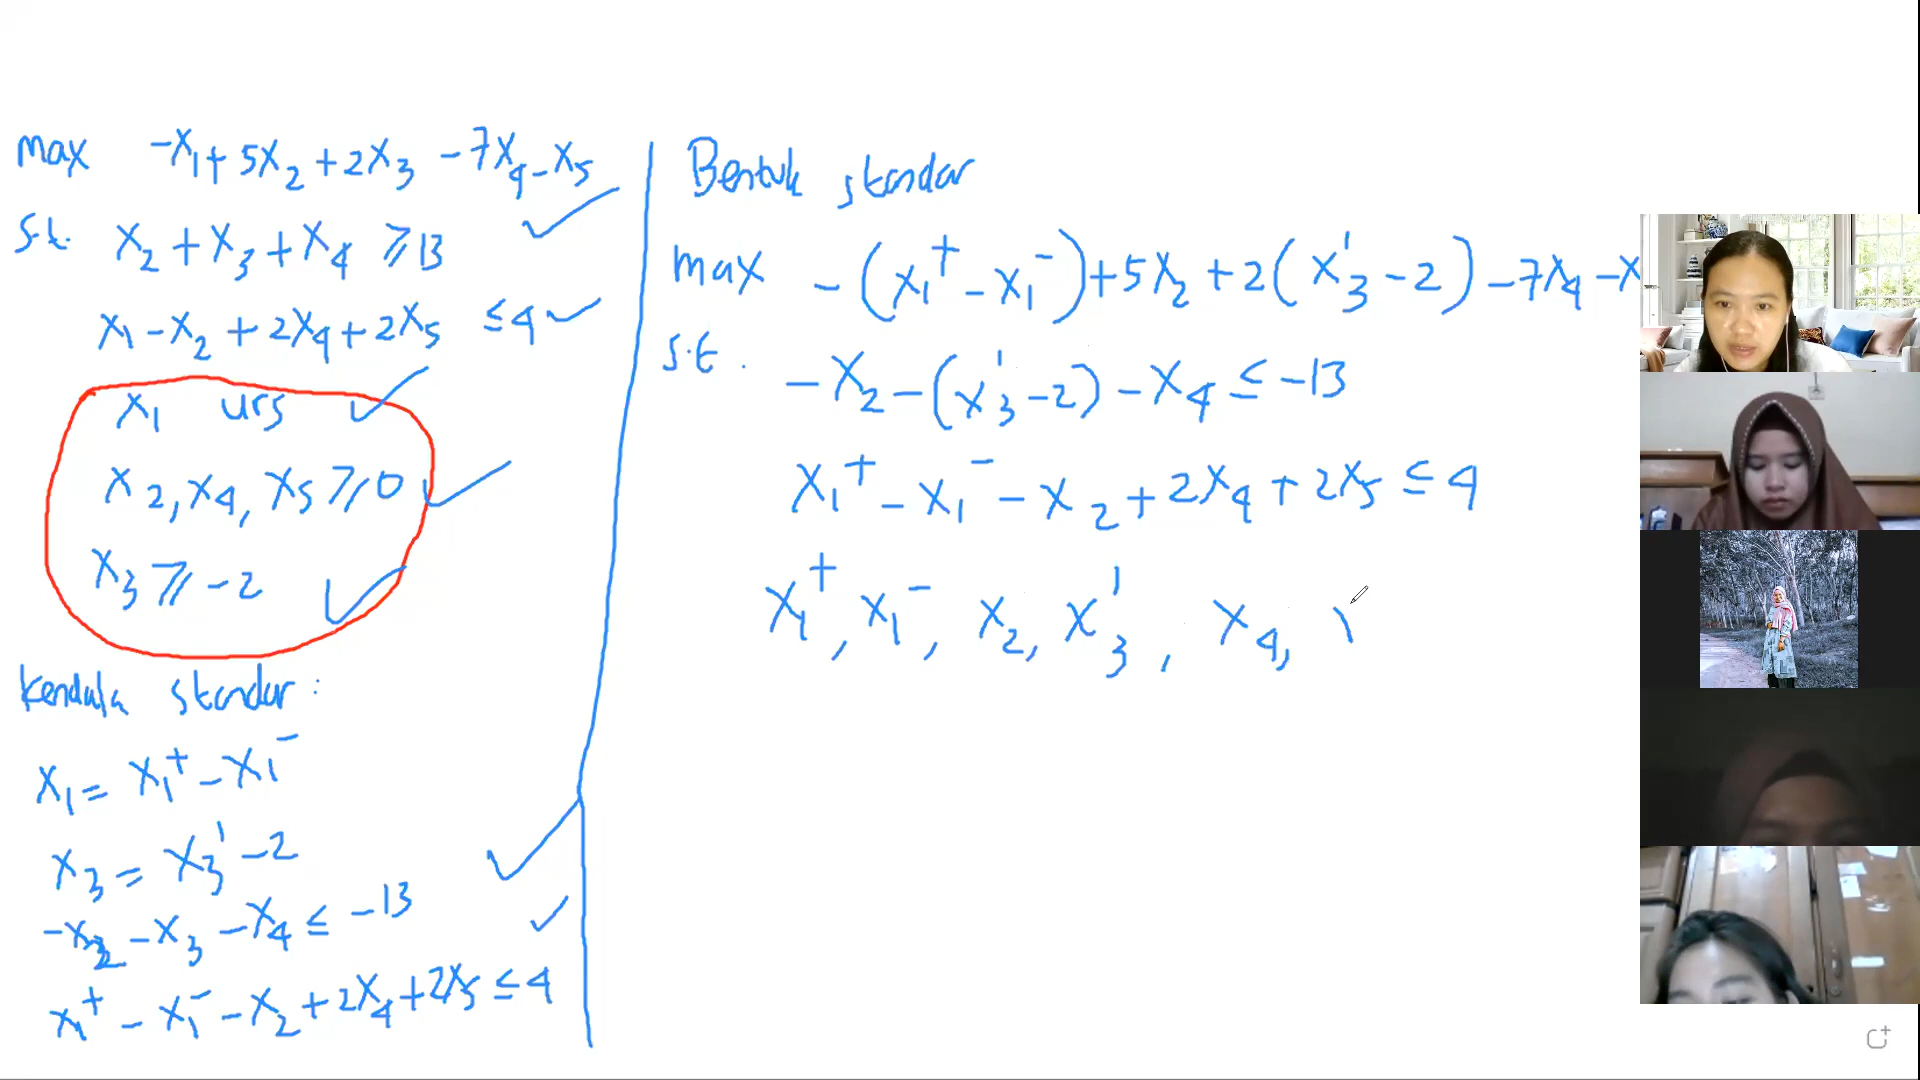 max -x₁ + 5x₂ + 2x₃ - 7x₄ - x₅
s.t. x₂ + x₃ + x₄ ≥ 13
x₁ - x₂ + 2x₄ + 2x₅ ≤ 4
x₁ urs
x₂, x₄, x₅ ≥ 0
x₃ ≥ -2
Kendala standar :
x₁ = x₁⁺ - x₁⁻
x₃ = x₃' - 2
-x₂ - x₃ - x₄ ≤ -13
x₁⁺ - x₁⁻ - x₂ + 2x₄ + 2x₅ ≤ 4
Bentuk standar
max -(x₁⁺ - x₁⁻) + 5x₂ + 2(x₃' - 2) - 7x₄ - x
s.t. -x₂ - (x₃' - 2) - x₄ ≤ -13
x₁⁺ - x₁⁻ - x₂ + 2x₄ + 2x₅ ≤ 4
x₁⁺, x₁⁻, x₂, x₃', x₄,